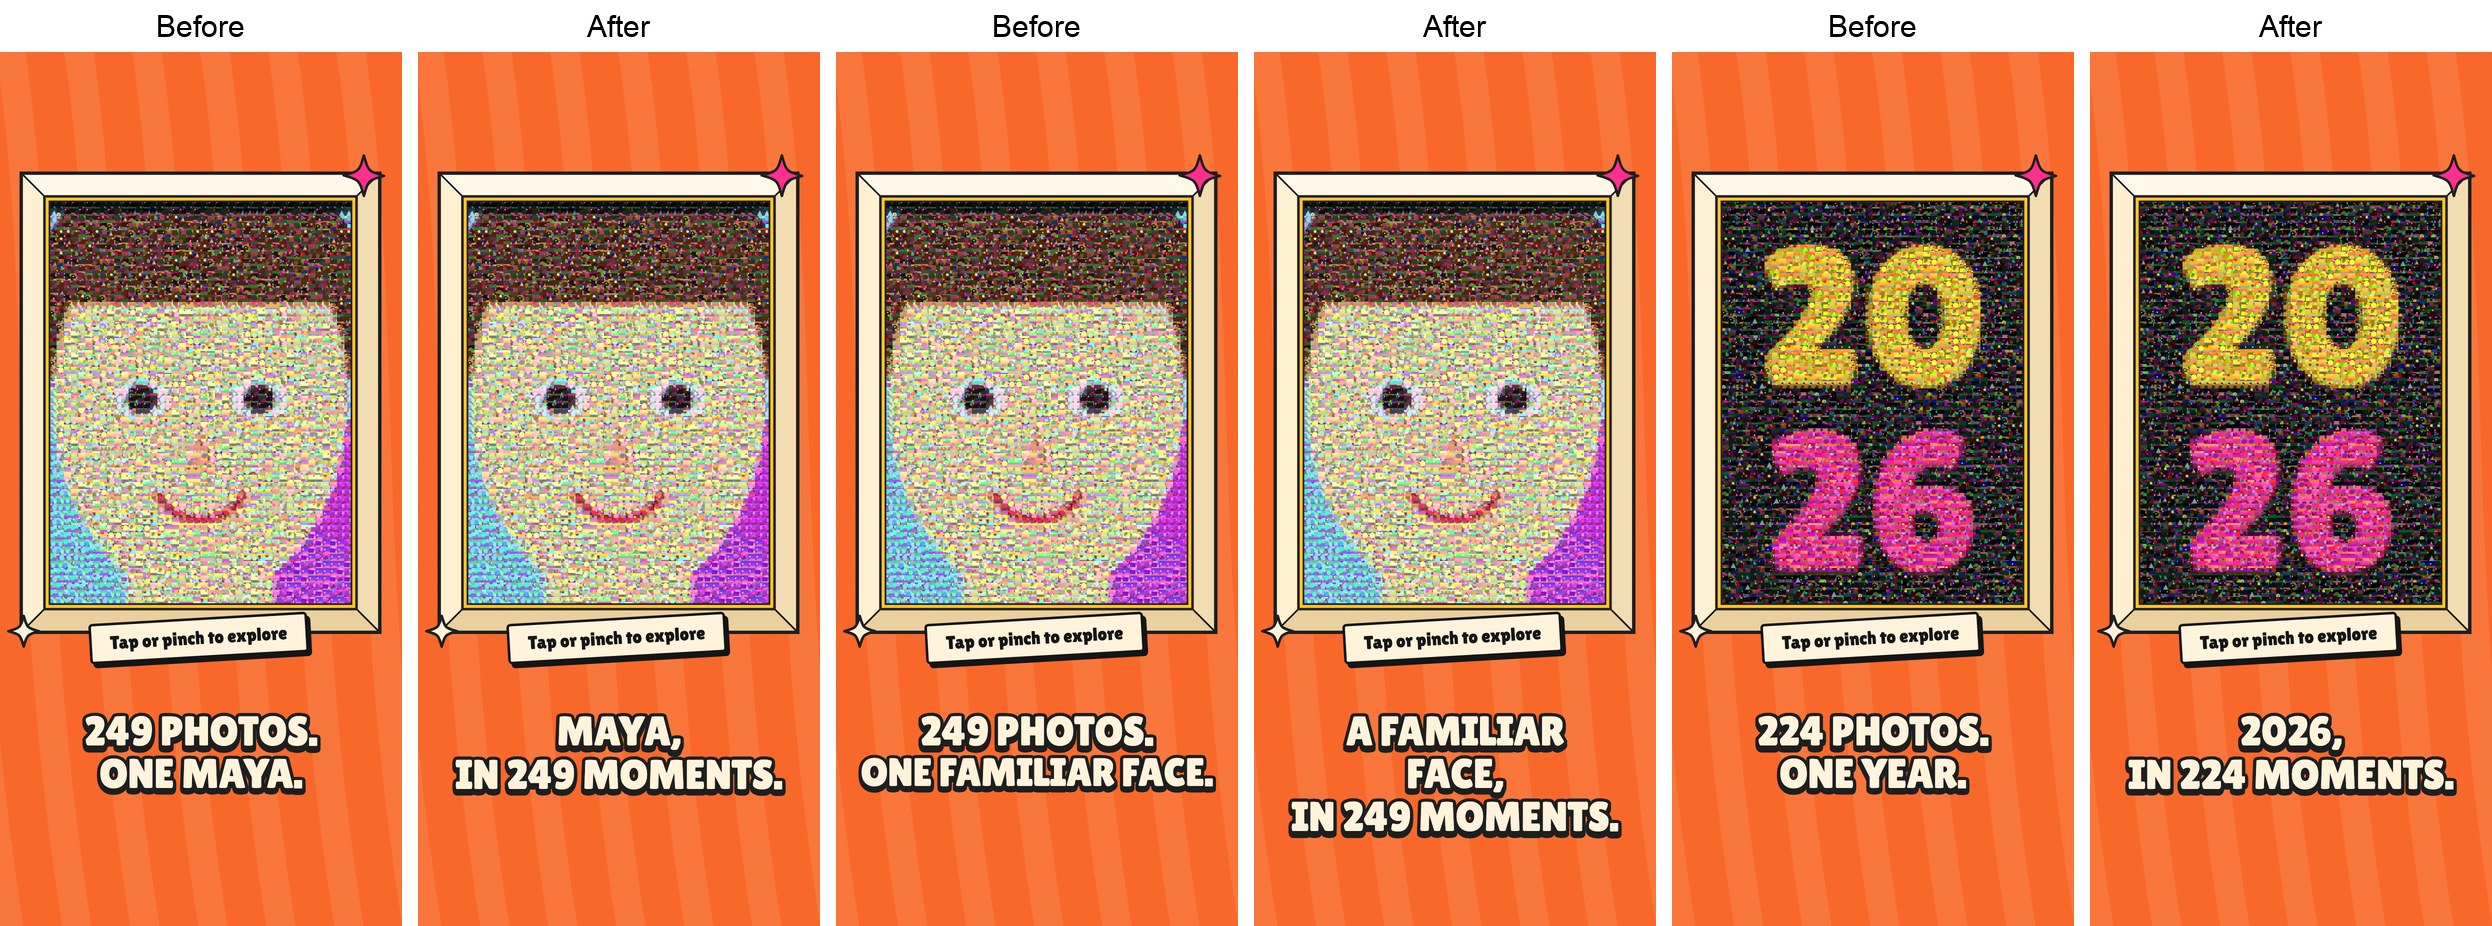 Before
After
Before
After
Before
After
20
26
20
26
Tap or pinch to explore
Tap or pinch to explore
Tap or pinch to explore
Tap or pinch to explore
Tap or pinch to explore
Tap or pinch to explore
249 PHOTOS.
ONE MAYA.
MAYA,
IN 249 MOMENTS.
249 PHOTOS.
ONE FAMILIAR FACE.
A FAMILIAR
FACE,
IN 249 MOMENTS.
224 PHOTOS.
ONE YEAR.
2026,
IN 224 MOMENTS.